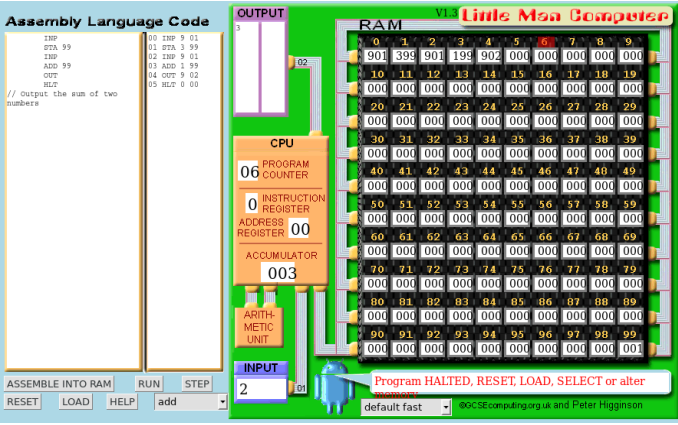 Assembly Language Code
INP
STA 99
INP
ADD 99
OUT
HLT
// Output the sum of two
numbers
00 INP 9 01
01 STA 3 99
02 INP 9 01
03 ADD 1 99
04 OUT 9 02
05 HLT 0 00
ASSEMBLE INTO RAM
RUN
STEP
RESET
LOAD
HELP
add
OUTPUT
3
02
CPU
06 PROGRAM
COUNTER
0 INSTRUCTION
REGISTER
ADDRESS
REGISTER 00
ACCUMULATOR
003
ARITH-
METIC
UNIT
INPUT
2
01
V1.3 Little Man Computer
RAM
0 1 2 3 4 5 6 7 8 9
901 399 901 199 902 000 000 000 000 000
10 11 12 13 14 15 16 17 18 19
000 000 000 000 000 000 000 000 000 000
20 21 22 23 24 25 26 27 28 29
000 000 000 000 000 000 000 000 000 000
30 31 32 33 34 35 36 37 38 39
000 000 000 000 000 000 000 000 000 000
40 41 42 43 44 45 46 47 48 49
000 000 000 000 000 000 000 000 000 000
50 51 52 53 54 55 56 57 58 59
000 000 000 000 000 000 000 000 000 000
60 61 62 63 64 65 66 67 68 69
000 000 000 000 000 000 000 000 000 000
70 71 72 73 74 75 76 77 78 79
000 000 000 000 000 000 000 000 000 000
80 81 82 83 84 85 86 87 88 89
000 000 000 000 000 000 000 000 000 000
90 91 92 93 94 95 96 97 98 99
000 000 000 000 000 000 000 000 000 001
Program HALTED, RESET, LOAD, SELECT or alter
memory
default fast
©GCSEcomputing.org.uk and Peter Higginson